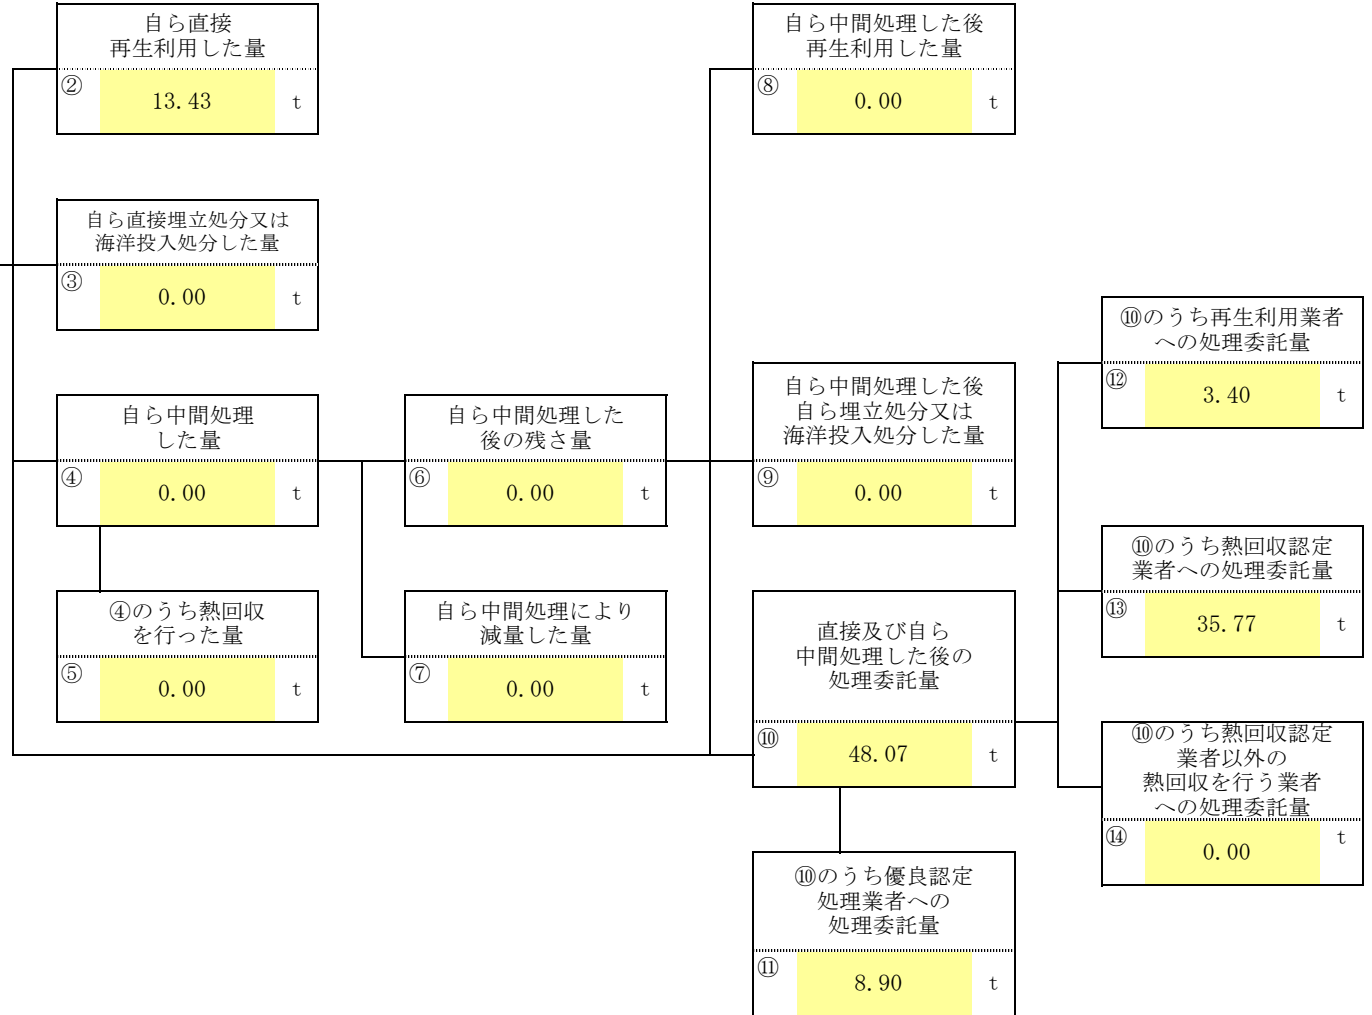 自ら直接
再生利用した量
②
13.43
t
自ら直接埋立処分又は
海洋投入処分した量
③
0.00
t
自ら中間処理
した量
④
0.00
t
④のうち熱回収
を行った量
⑤
0.00
t
自ら中間処理した
後の残さ量
⑥
0.00
t
自ら中間処理により
減量した量
⑦
0.00
t
自ら中間処理した後
再生利用した量
⑧
0.00
t
自ら中間処理した後
自ら埋立処分又は
海洋投入処分した量
⑨
0.00
t
直接及び自ら
中間処理した後の
処理委託量
⑩
48.07
t
⑩のうち優良認定
処理業者への
処理委託量
⑪
8.90
t
⑩のうち再生利用業者
への処理委託量
⑫
3.40
t
⑩のうち熱回収認定
業者への処理委託量
⑬
35.77
t
⑩のうち熱回収認定
業者以外の
熱回収を行う業者
への処理委託量
⑭
0.00
t